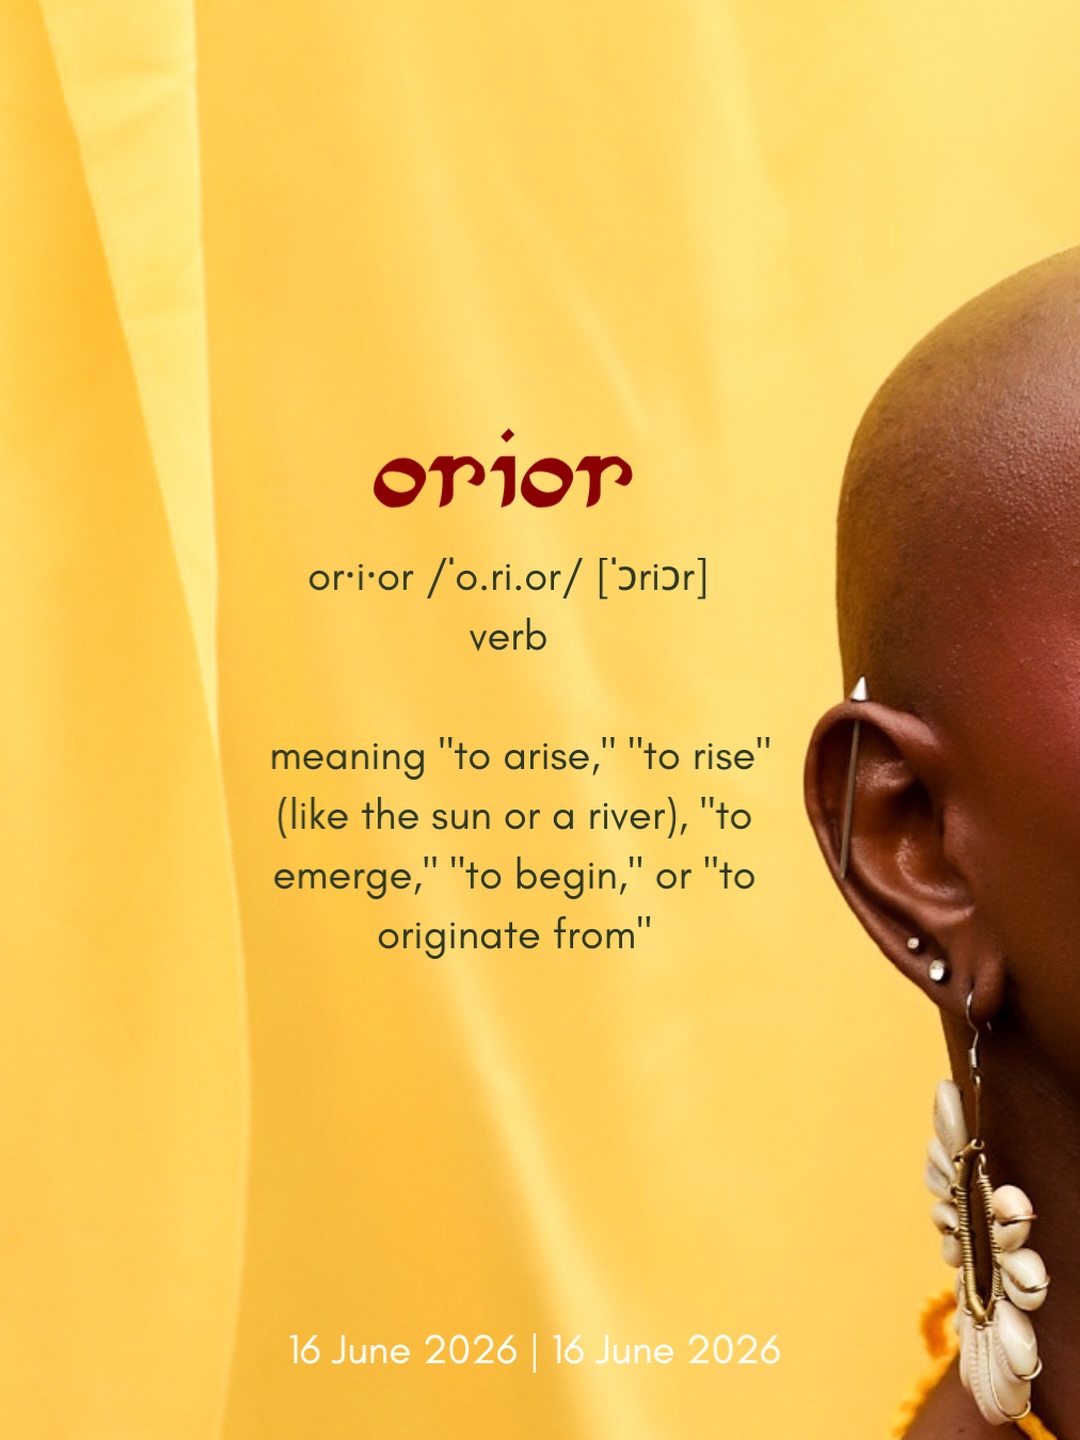 orior
or·i·or /ˈo.ri.or/ [ˈɔriɔr]
verb
meaning "to arise," "to rise"
(like the sun or a river), "to
emerge," "to begin," or "to
originate from"
16 June 2026 | 16 June 2026